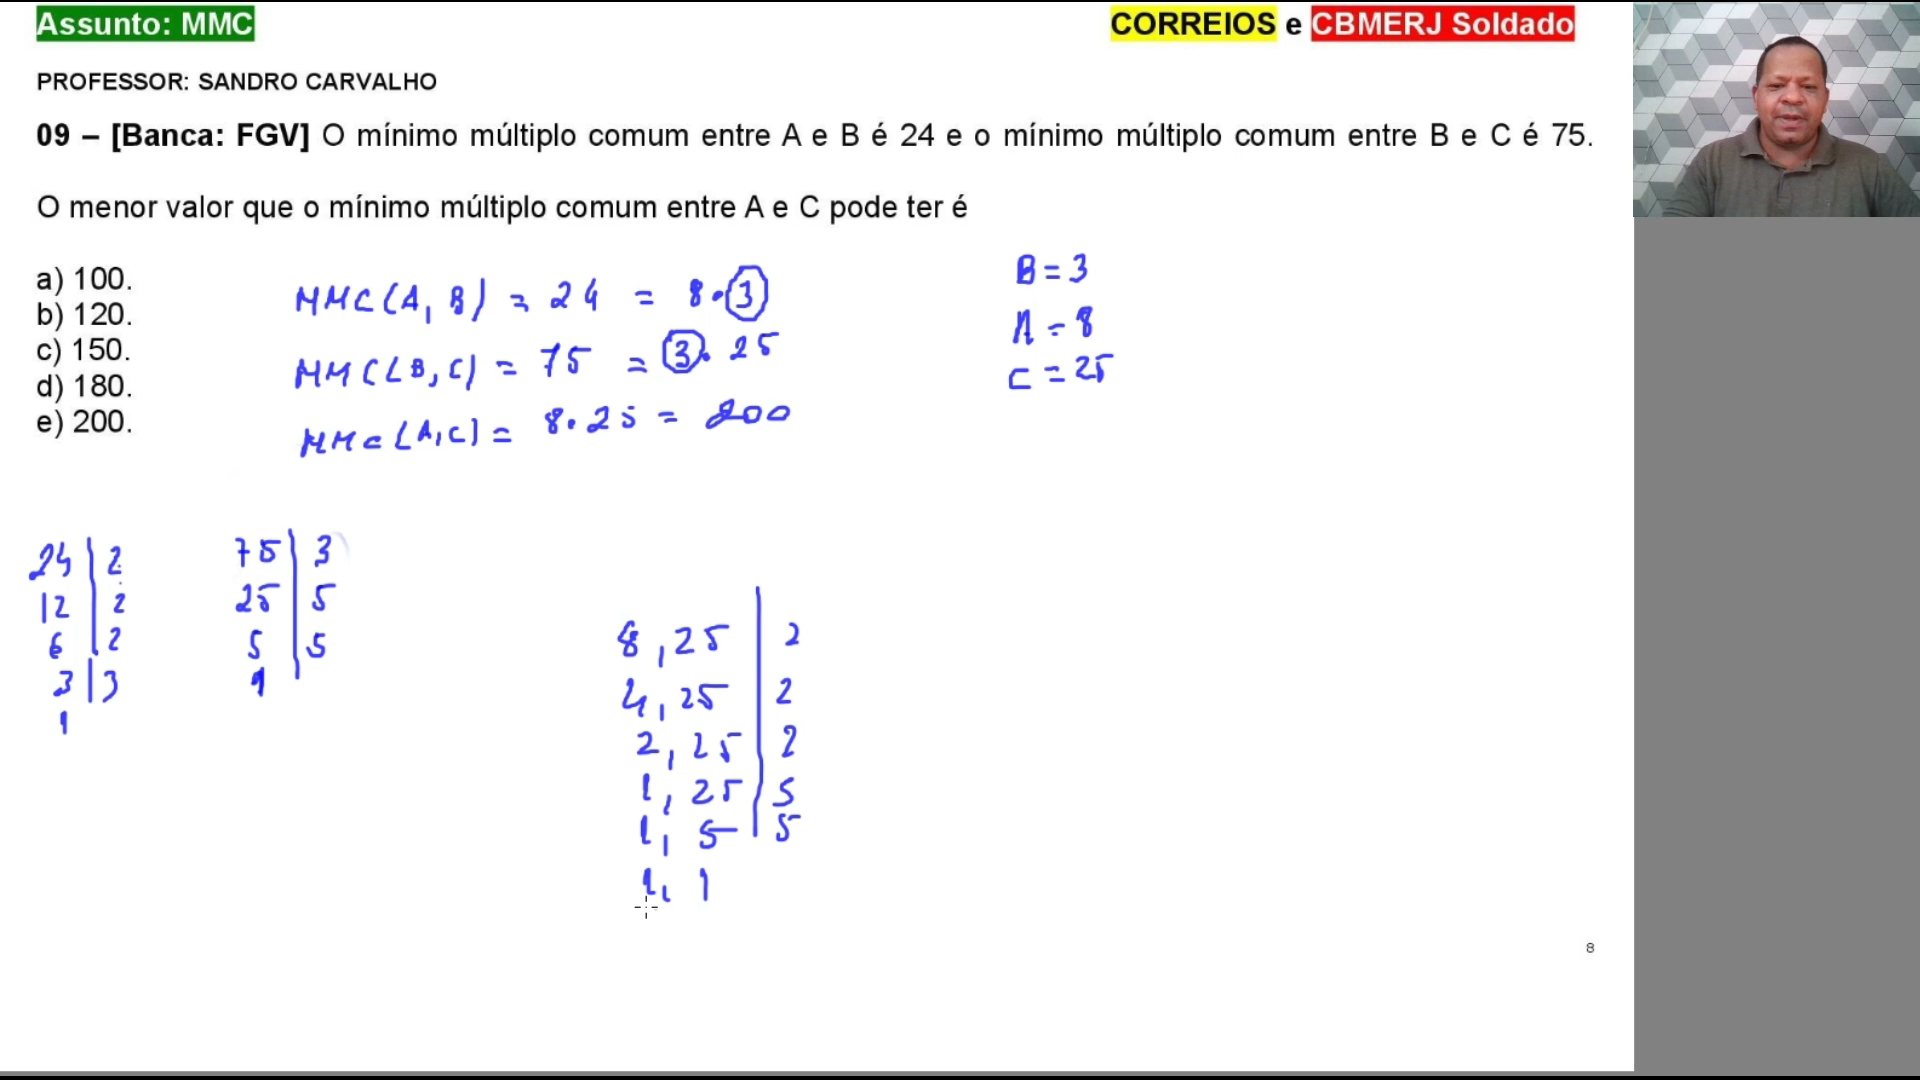 Assunto: MMC
CORREIOS e CBMERJ Soldado
PROFESSOR: SANDRO CARVALHO
09 – [Banca: FGV] O mínimo múltiplo comum entre A e B é 24 e o mínimo múltiplo comum entre B e C é 75.
O menor valor que o mínimo múltiplo comum entre A e C pode ter é
a) 100.
b) 120.
c) 150.
d) 180.
e) 200.
MMC(A, B) = 24 = 8.3
MMC(B, C) = 75 = 3.25
MMC(A, C) = 8.25 = 200
B = 3
A = 8
C = 25
24 | 2
12 | 2
6 | 2
3 | 3
1
75 | 3
25 | 5
5 | 5
1
8, 25 | 2
4, 25 | 2
2, 25 | 2
1, 25 | 5
1, 5 | 5
1, 1
8